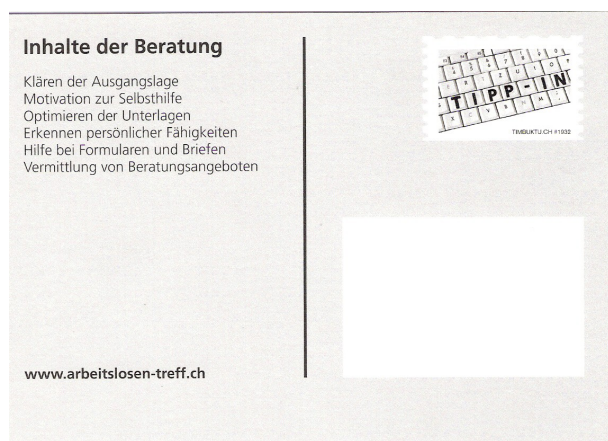 Inhalte der Beratung
Klären der Ausgangslage
Motivation zur Selbsthilfe
Optimieren der Unterlagen
Erkennen persönlicher Fähigkeiten
Hilfe bei Formularen und Briefen
Vermittlung von Beratungsangeboten
www.arbeitslosen-treff.ch
TIPP-IN
TIMBUKTU.CH #1932